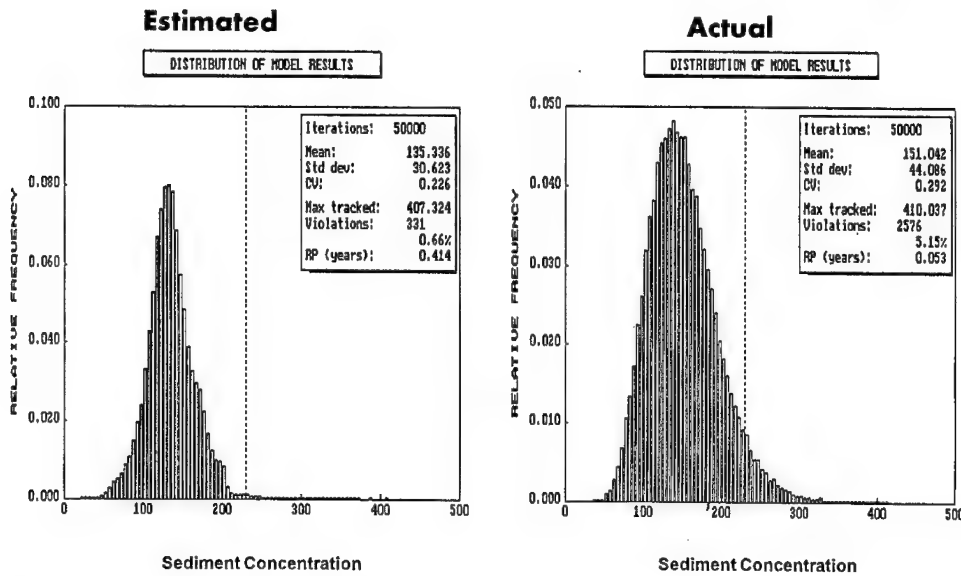 Estimated
DISTRIBUTION OF MODEL RESULTS
RELATIVE FREQUENCY
0.100
0.080
0.060
0.040
0.020
0.000
Iterations: 50000
Mean: 135.336
Std dev: 30.623
CV: 0.226
Max tracked: 407.324
Violations: 331
0.66%
RP (years): 0.414
0 100 200 300 400 500
Sediment Concentration
Actual
DISTRIBUTION OF MODEL RESULTS
RELATIVE FREQUENCY
0.050
0.040
0.030
0.020
0.010
0.000
Iterations: 50000
Mean: 151.042
Std dev: 44.086
CV: 0.292
Max tracked: 410.037
Violations: 2576
5.15%
RP (years): 0.053
0 100 200 300 400 500
Sediment Concentration